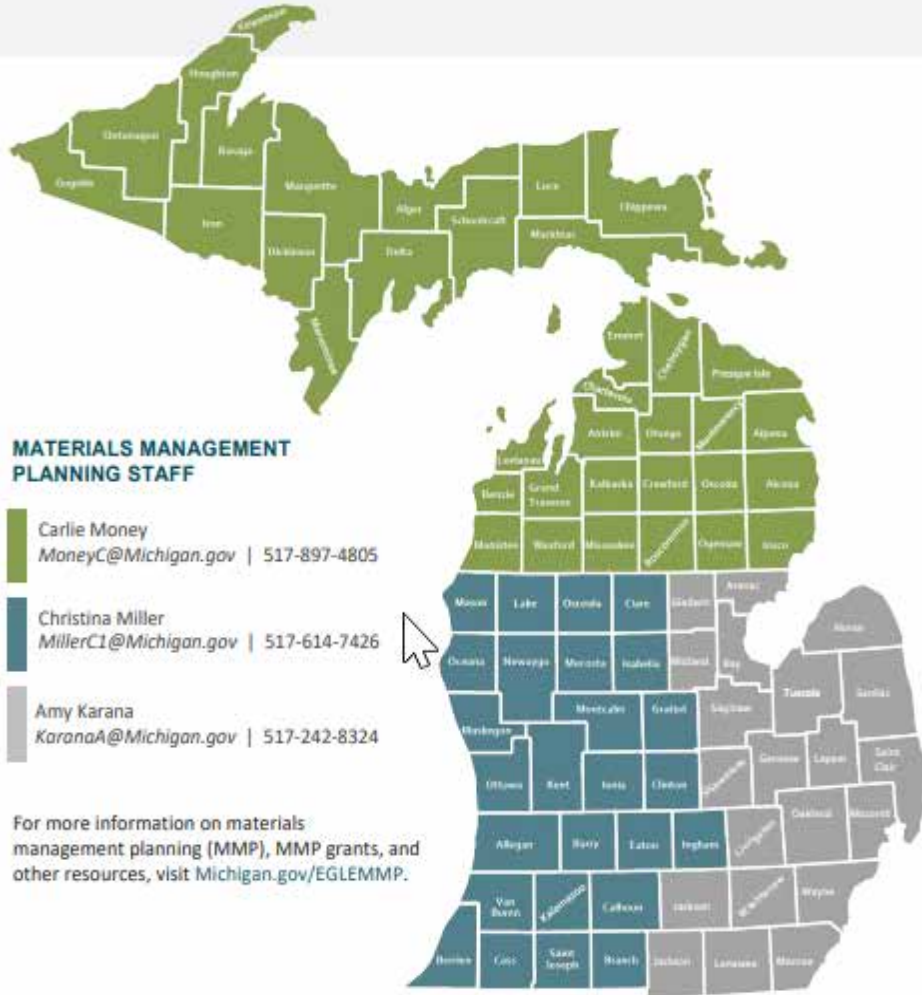 Keweenaw
Houghton
Ontonagon
Baraga
Gogebic
Marquette
Luce
Alger
Chippewa
Schoolcraft
Iron
Mackinac
Dickinson
Delta
Menominee
Emmet
Cheboygan
Presque Isle
Charlevoix
Antrim
Otsego
Montmorency
Alpena
Leelanau
Benzie
Grand
Traverse
Kalkaska
Crawford
Oscoda
Alcona
Manistee
Wexford
Missaukee
Roscommon
Ogemaw
Iosco
MATERIALS MANAGEMENT
PLANNING STAFF
Carlie Money
MoneyC@Michigan.gov | 517-897-4805
Christina Miller
MillerC1@Michigan.gov | 517-614-7426
Amy Karana
KaranaA@Michigan.gov | 517-242-8324
For more information on materials
management planning (MMP), MMP grants, and
other resources, visit Michigan.gov/EGLEMMP.
Mason
Lake
Osceola
Clare
Gladwin
Arenac
Huron
Oceana
Newaygo
Mecosta
Isabella
Midland
Bay
Tuscola
Sanilac
Muskegon
Montcalm
Gratiot
Saginaw
Ottawa
Kent
Ionia
Clinton
Shiawassee
Genesee
Lapeer
Saint
Clair
Allegan
Barry
Eaton
Ingham
Livingston
Oakland
Macomb
Van
Buren
Kalamazoo
Calhoun
Jackson
Washtenaw
Wayne
Berrien
Cass
Saint
Joseph
Branch
Jackson
Lenawee
Monroe